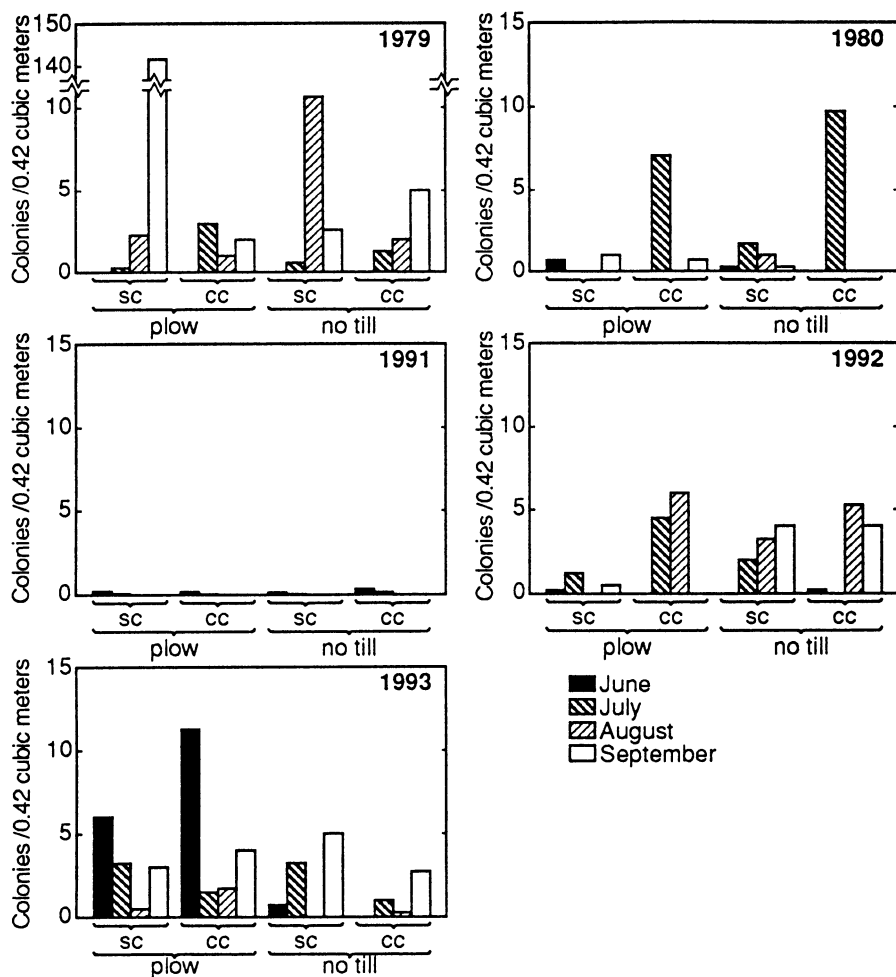 Colonies /0.42 cubic meters
150
140
10
5
0
1979
sc cc sc cc
plow no till
Colonies /0.42 cubic meters
15
10
5
0
1980
sc cc sc cc
plow no till
Colonies /0.42 cubic meters
15
10
5
0
1991
sc cc sc cc
plow no till
Colonies /0.42 cubic meters
15
10
5
0
1992
sc cc sc cc
plow no till
Colonies /0.42 cubic meters
15
10
5
0
1993
sc cc sc cc
plow no till
June
July
August
September